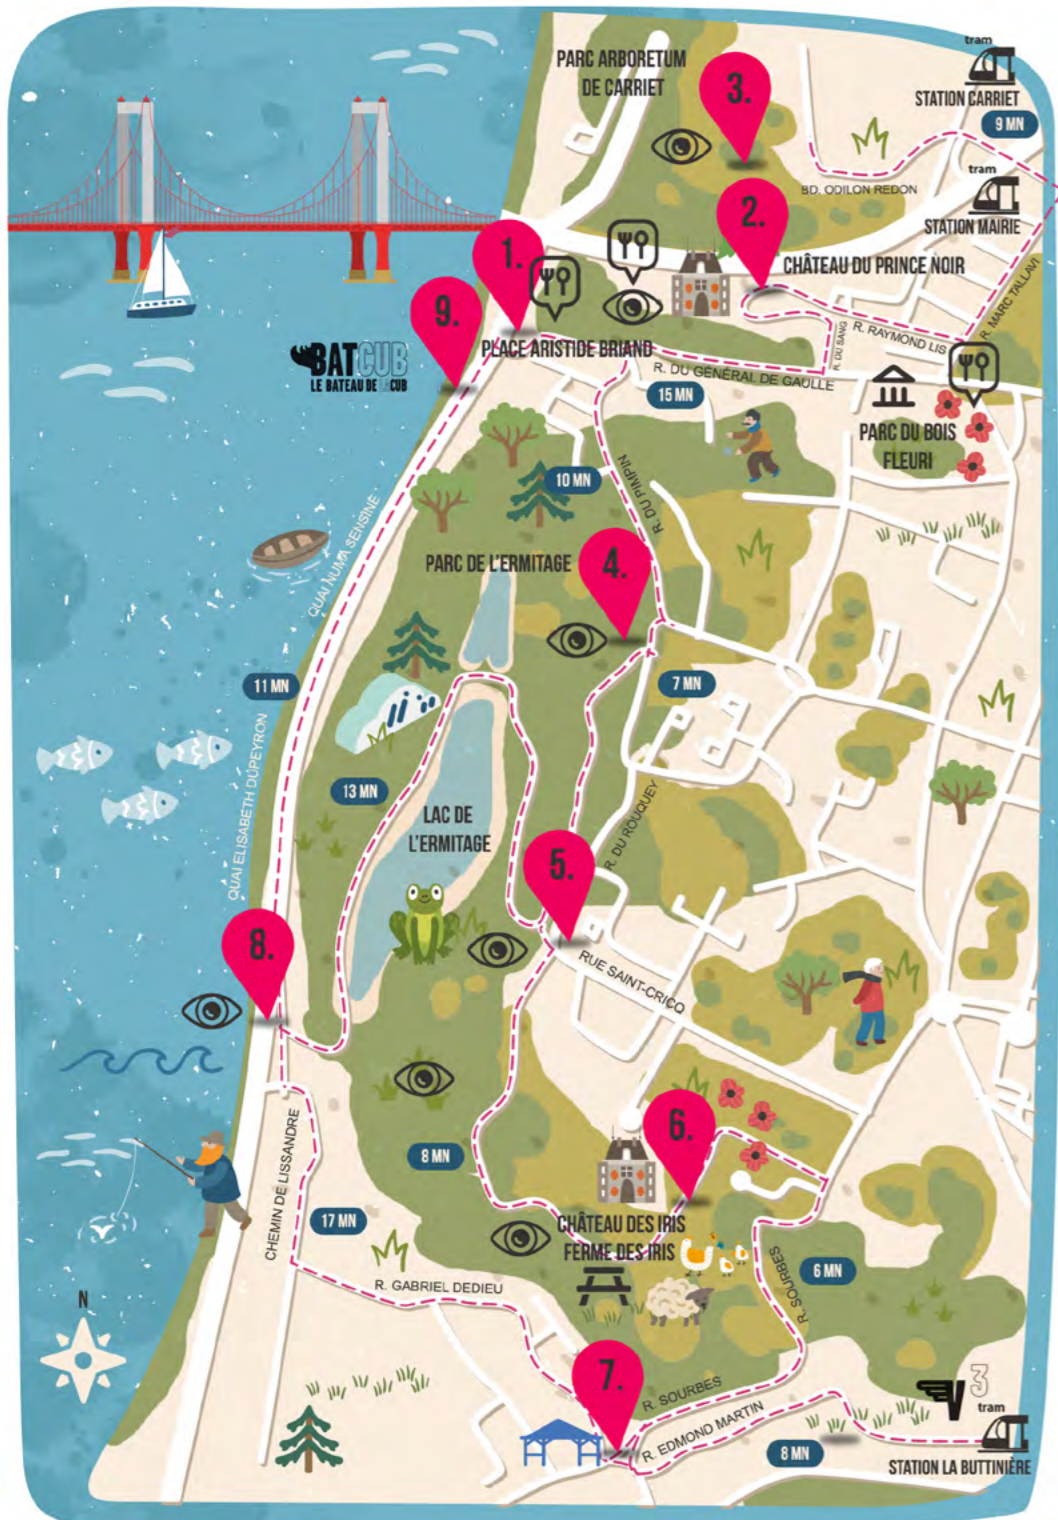 PARC ARBORETUM
DE CARRIET
3.
tram
STATION CARRIET
9 MN
BD. ODILON REDON
tram
STATION MAIRIE
2.
CHÂTEAU DU PRINCE NOIR
R. MARC TALLAVI
1.
9.
BATCUB
LE BATEAU DE LA CUB
PLACE ARISTIDE BRIAND
R. DU SANG
R. RAYMOND LIS
R. DU GÉNÉRAL DE GAULLE
15 MN
PARC DU BOIS
FLEURI
10 MN
R. DU PIMPIN
QUAI NUMA SENSINE
PARC DE L'ERMITAGE
4.
11 MN
7 MN
QUAI ELISABETH DUPEYRON
13 MN
LAC DE
L'ERMITAGE
R. DU ROUQUEY
5.
8.
RUE SAINT-CRICQ
CHEMIN DE LISSANDRE
8 MN
6.
17 MN
CHÂTEAU DES IRIS
FERME DES IRIS
R. SOURBÈS
6 MN
R. GABRIEL DEDIEU
N
7.
R. SOURBÈS
R. EDMOND MARTIN
V3
tram
8 MN
STATION LA BUTTINIÈRE